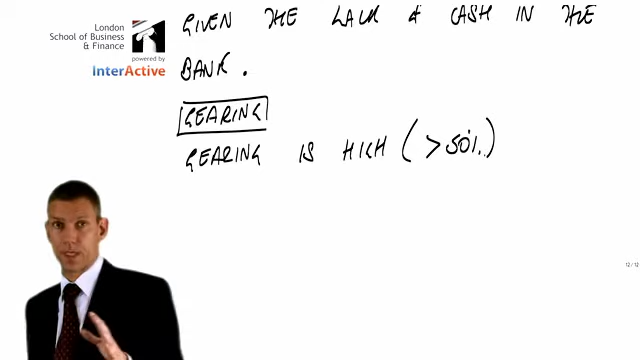 London
School of Business
& Finance
powered by
InterActive
GIVEN THE LACK OF CASH IN THE
BANK.
GEARING
GEARING IS HIGH (>50%)
12 / 12